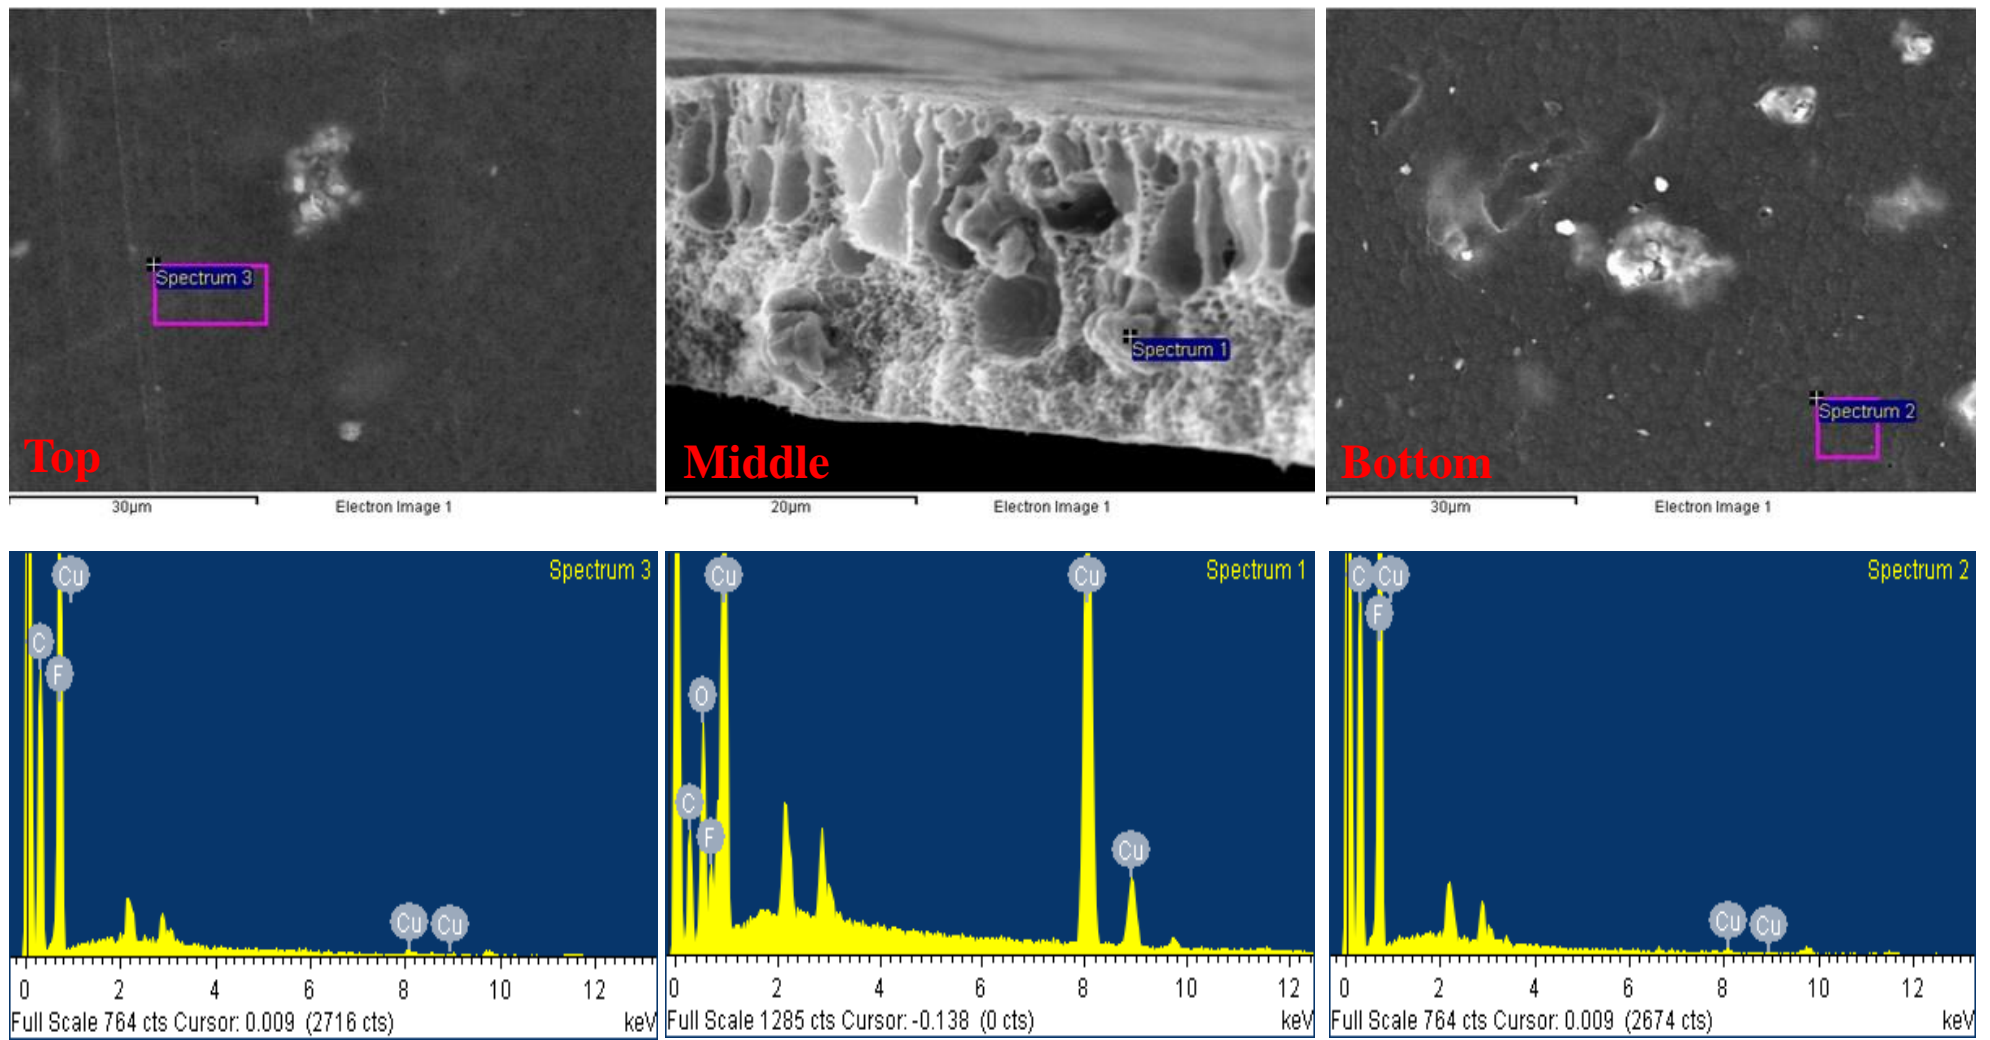 Spectrum 3
Top
30µm
Electron Image 1
Spectrum 1
Middle
20µm
Electron Image 1
Spectrum 2
Bottom
30µm
Electron Image 1
Spectrum 3
Cu
C
F
Cu
Cu
0 2 4 6 8 10 12
Full Scale 764 cts Cursor: 0.009 (2716 cts) keV
Spectrum 1
Cu
Cu
O
C
F
Cu
0 2 4 6 8 10 12
Full Scale 1285 cts Cursor: -0.138 (0 cts) keV
Spectrum 2
C
Cu
F
Cu
Cu
0 2 4 6 8 10 12
Full Scale 764 cts Cursor: 0.009 (2674 cts) keV